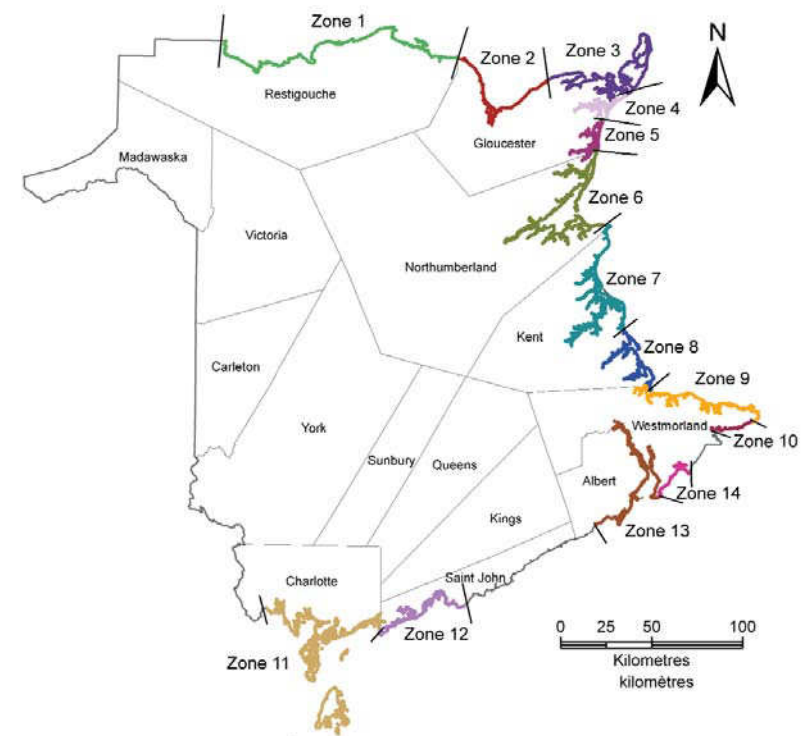 Zone 1
Zone 2
Zone 3
N
Restigouche
Zone 4
Gloucester
Zone 5
Madawaska
Zone 6
Victoria
Northumberland
Zone 7
Kent
Zone 8
Carleton
Zone 9
York
Westmorland
Zone 10
Sunbury
Queens
Albert
Zone 14
Kings
Zone 13
Charlotte
Saint John
Zone 12
Zone 11
0 25 50 100
Kilometres
kilomètres